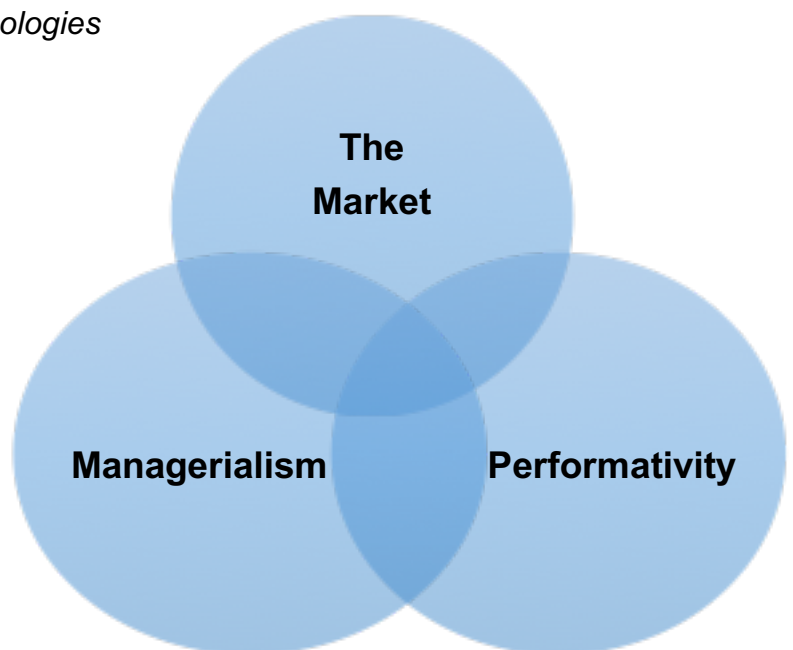 ologies
The
Market
Managerialism
Performativity